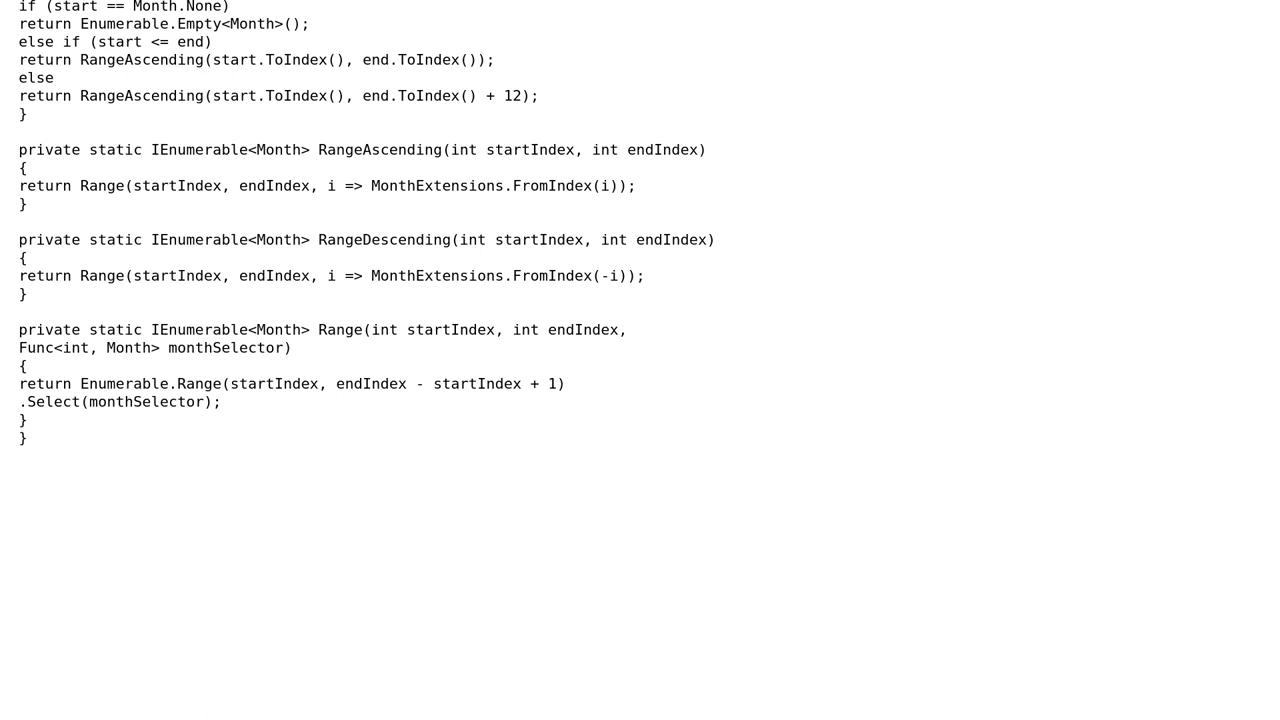 if (start == Month.None)
return Enumerable.Empty<Month>();
else if (start <= end)
return RangeAscending(start.ToIndex(), end.ToIndex());
else
return RangeAscending(start.ToIndex(), end.ToIndex() + 12);
}

private static IEnumerable<Month> RangeAscending(int startIndex, int endIndex)
{
return Range(startIndex, endIndex, i => MonthExtensions.FromIndex(i));
}

private static IEnumerable<Month> RangeDescending(int startIndex, int endIndex)
{
return Range(startIndex, endIndex, i => MonthExtensions.FromIndex(-i));
}

private static IEnumerable<Month> Range(int startIndex, int endIndex,
Func<int, Month> monthSelector)
{
return Enumerable.Range(startIndex, endIndex - startIndex + 1)
.Select(monthSelector);
}
}